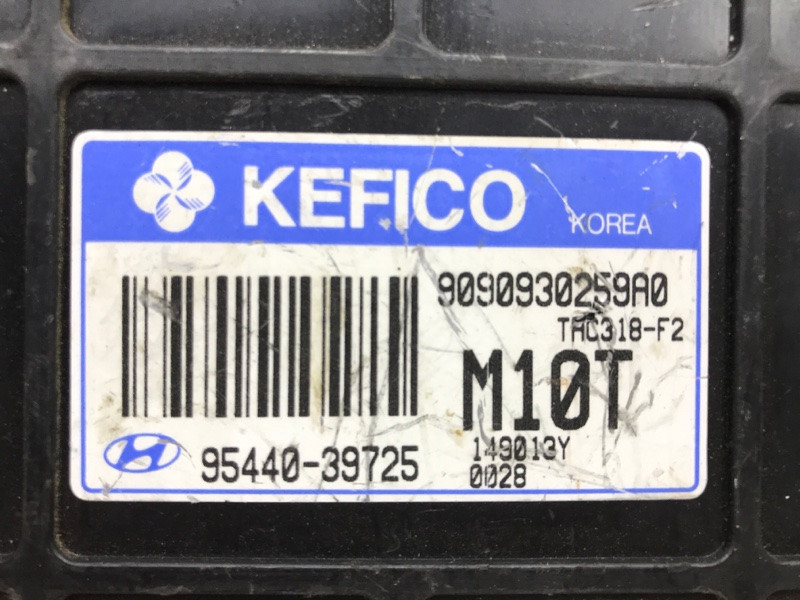 KEFICO KOREA
9090930259A0
TAC318-F2
M10T
149013Y
0028
95440-39725